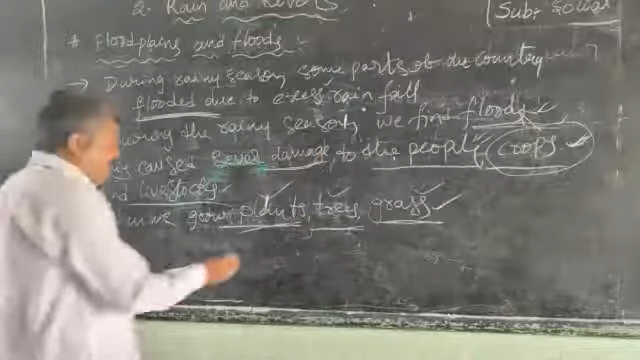 2. Rain and Rivers
Sub: Social
* Floodplains and floods :-
→ During rainy season, some parts of the country
flooded due to excess rain fall
during the rainy season, we find floods
caused sever damage, to the people, crops
and livestocks.
we grow plants, trees, grass